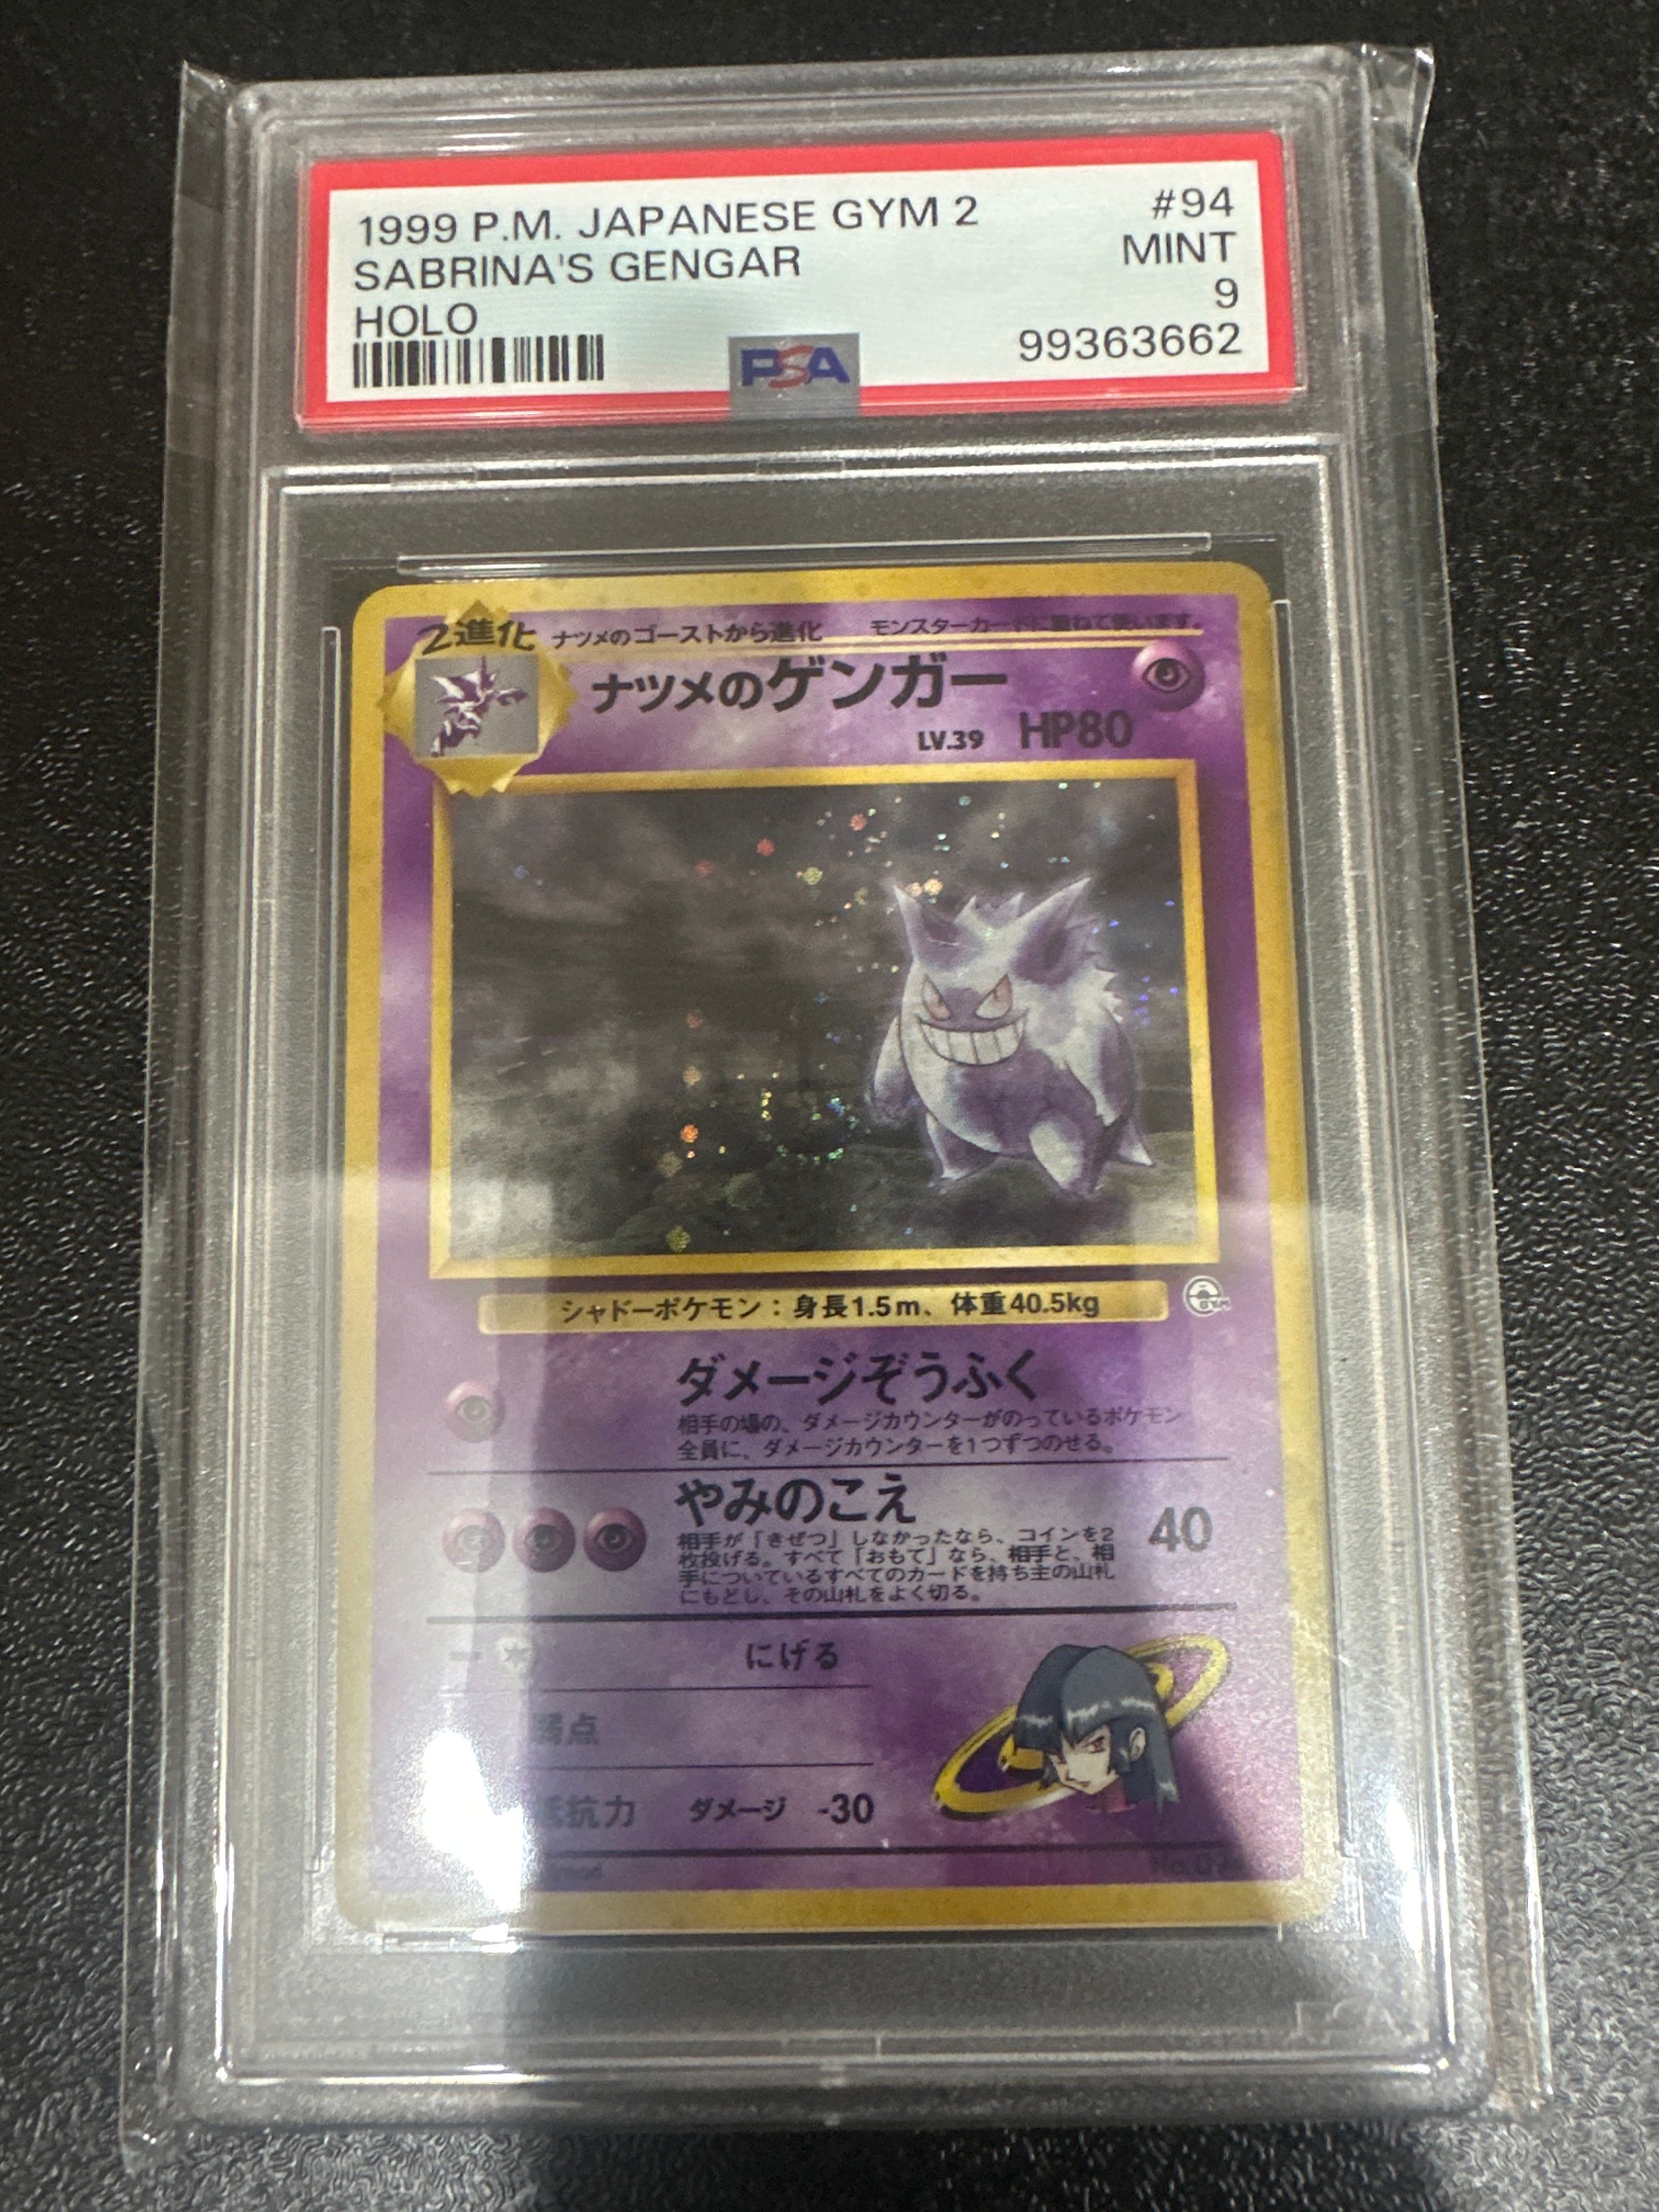 1999 P.M. JAPANESE GYM 2 #94
SABRINA'S GENGAR MINT
HOLO 9
PSA 99363662
2進化 ナツメのゴーストから進化 モンスターカードに重ねて使います。
ナツメのゲンガー
LV.39 HP80
シャドーポケモン：身長1.5m、体重40.5kg
ダメージぞうふく
相手の場の、ダメージカウンターがのっているポケモン
全員に、ダメージカウンターを1つずつのせる。
やみのこえ 40
相手が「きぜつ」しなかったなら、コインを2
枚投げる。すべて「おもて」なら、相手と、相
手についているすべてのカードを持ち主の山札
にもどし、その山札をよく切る。
にげる
弱点
抵抗力 ダメージ -30